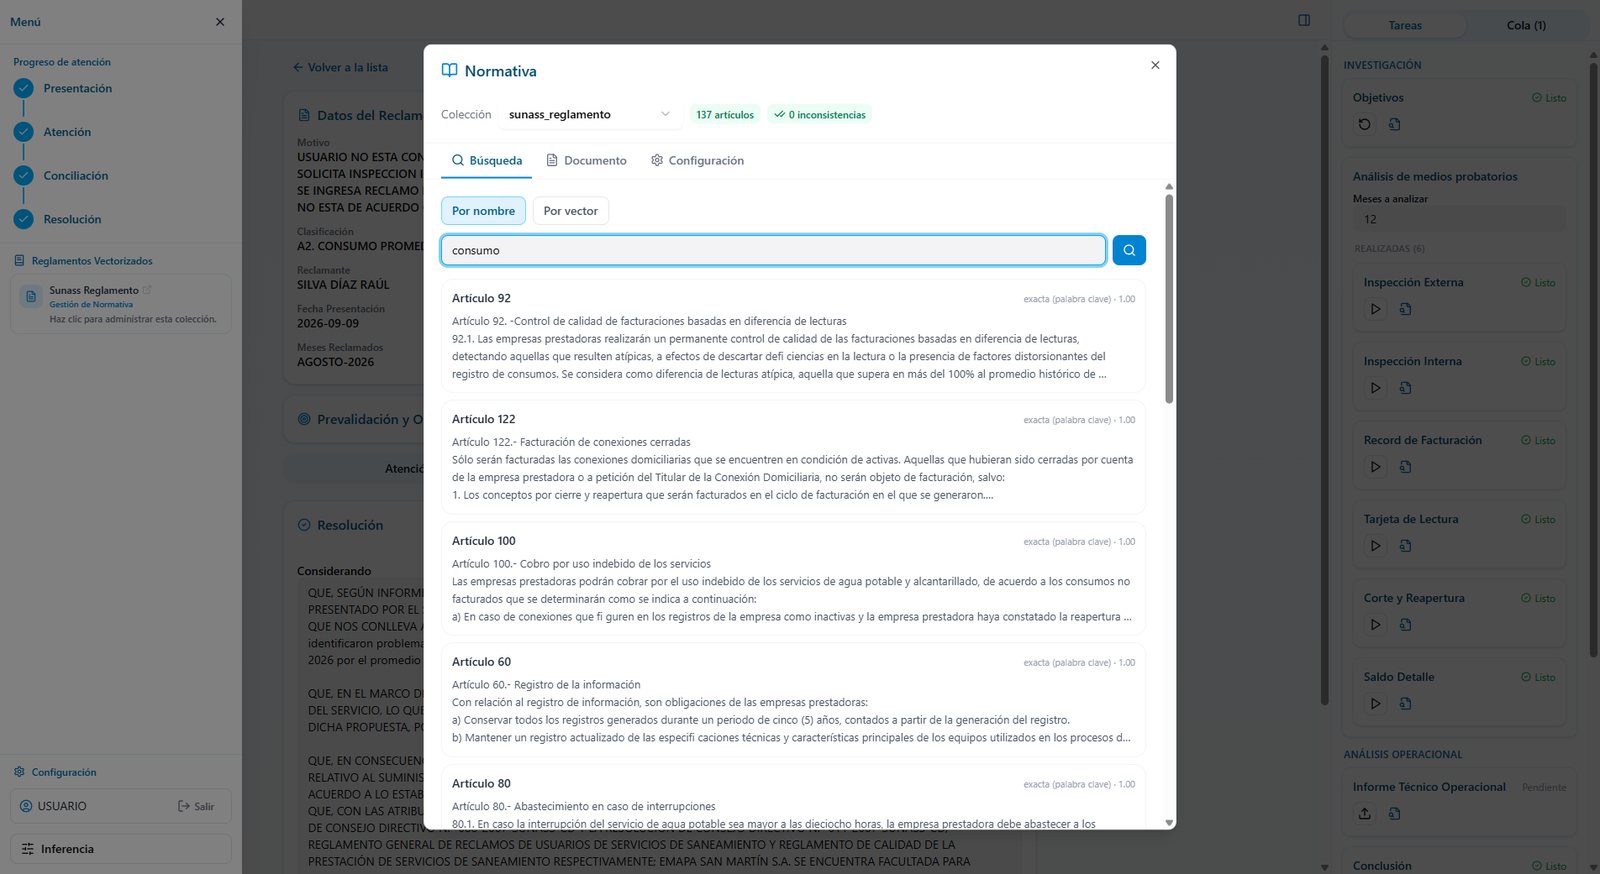 Menú
Progreso de atención
Presentación
Atención
Conciliación
Resolución
Reglamentos Vectorizados
Sunass Reglamento
Gestión de Normativa
Haz clic para administrar esta colección.
Configuración
USUARIO
Salir
Inferencia
Volver a la lista
Datos del Reclam
Motivo
USUARIO NO ESTA CON
SOLICITA INSPECCION I
SE INGRESA RECLAMO
NO ESTA DE ACUERDO
Clasificación
A2. CONSUMO PROMED
Reclamante
SILVA DÍAZ RAÚL
Fecha Presentación
2026-09-09
Meses Reclamados
AGOSTO-2026
Prevalidación y O
Atenció
Resolución
Considerando
QUE, SEGÚN INFORME
PRESENTADO POR EL
QUE NOS CONLLEVA A
identificaron problema
2026 por el promedio
QUE, EN EL MARCO DE
DEL SERVICIO, LO QUE
DICHA PROPUESTA, PO
QUE, EN CONSECUENC
RELATIVO AL SUMINIS
ACUERDO A LO ESTAB
QUE, CON LAS ATRIBU
REGLAMENTO GENERAL DE RECLAMOS DE USUARIOS DE SERVICIOS DE SANEAMIENTO Y REGLAMENTO DE CALIDAD DE LA
PRESTACIÓN DE SERVICIOS DE SANEAMIENTO RESPECTIVAMENTE; EMAPA SAN MARTÍN S.A. SE ENCUENTRA FACULTADA PARA
Normativa
Colección sunass_reglamento 137 artículos 0 inconsistencias
Búsqueda Documento Configuración
Por nombre Por vector
consumo
Artículo 92 exacta (palabra clave) · 1.00
Artículo 92. -Control de calidad de facturaciones basadas en diferencia de lecturas
92.1. Las empresas prestadoras realizarán un permanente control de calidad de las facturaciones basadas en diferencia de lecturas,
detectando aquellas que resulten atípicas, a efectos de descartar defi ciencias en la lectura o la presencia de factores distorsionantes del
registro de consumos. Se considera como diferencia de lecturas atípica, aquella que supera en más del 100% al promedio histórico de ...
Artículo 122 exacta (palabra clave) · 1.00
Artículo 122.- Facturación de conexiones cerradas
Sólo serán facturadas las conexiones domiciliarias que se encuentren en condición de activas. Aquellas que hubieran sido cerradas por cuenta
de la empresa prestadora o a petición del Titular de la Conexión Domiciliaria, no serán objeto de facturación, salvo:
1. Los conceptos por cierre y reapertura que serán facturados en el ciclo de facturación en el que se generaron....
Artículo 100 exacta (palabra clave) · 1.00
Artículo 100.- Cobro por uso indebido de los servicios
Las empresas prestadoras podrán cobrar por el uso indebido de los servicios de agua potable y alcantarillado, de acuerdo a los consumos no
facturados que se determinarán como se indica a continuación:
a) En caso de conexiones que fi guren en los registros de la empresa como inactivas y la empresa prestadora haya constatado la reapertura ...
Artículo 60 exacta (palabra clave) · 1.00
Artículo 60.- Registro de la información
Con relación al registro de información, son obligaciones de las empresas prestadoras:
a) Conservar todos los registros generados durante un periodo de cinco (5) años, contados a partir de la generación del registro.
b) Mantener un registro actualizado de las especifi caciones técnicas y características principales de los equipos utilizados en los procesos d...
Artículo 80 exacta (palabra clave) · 1.00
Artículo 80.- Abastecimiento en caso de interrupciones
80.1. En caso la interrupción del servicio de agua potable sea mayor a las dieciocho horas, la empresa prestadora debe abastecer a los
Tareas Cola (1)
INVESTIGACIÓN
Objetivos Listo
Análisis de medios probatorios
Meses a analizar
12
REALIZADAS (6)
Inspección Externa Listo
Inspección Interna Listo
Record de Facturación Listo
Tarjeta de Lectura Listo
Corte y Reapertura Listo
Saldo Detalle Listo
ANÁLISIS OPERACIONAL
Informe Técnico Operacional Pendiente
Conclusión Listo